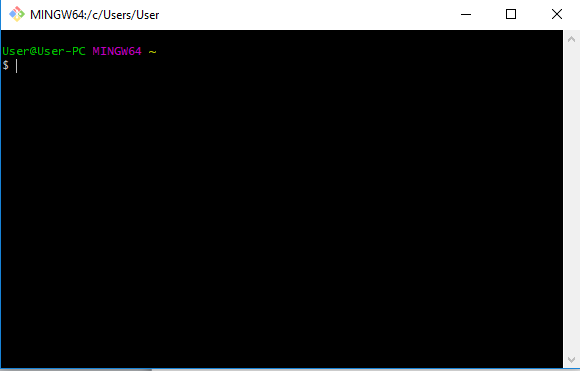 MINGW64:/c/Users/User
User@User-PC MINGW64 ~
$